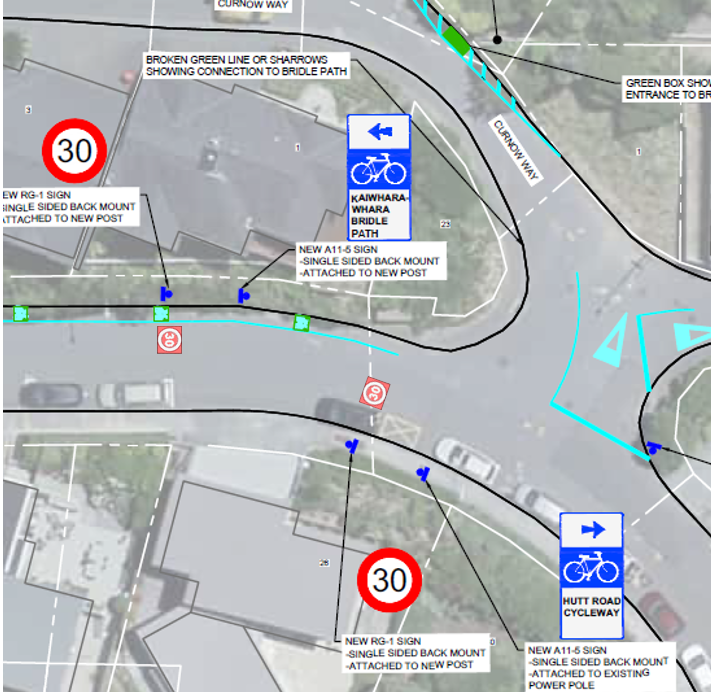 CURNOW WAY
BROKEN GREEN LINE OR SHARROWS
SHOWING CONNECTION TO BRIDLE PATH
GREEN BOX SHOW
ENTRANCE TO BR
CURNOW WAY
3
1
1
23
30
KAIWHARA-
WHARA
BRIDLE
PATH
EW RG-1 SIGN
SINGLE SIDED BACK MOUNT
ATTACHED TO NEW POST
NEW A11-5 SIGN
-SINGLE SIDED BACK MOUNT
-ATTACHED TO NEW POST
30
30
28
30
HUTT ROAD
CYCLEWAY
NEW RG-1 SIGN
-SINGLE SIDED BACK MOUNT
-ATTACHED TO NEW POST
0
NEW A11-5 SIGN
-SINGLE SIDED BACK MOUNT
-ATTACHED TO EXISTING
POWER POLE